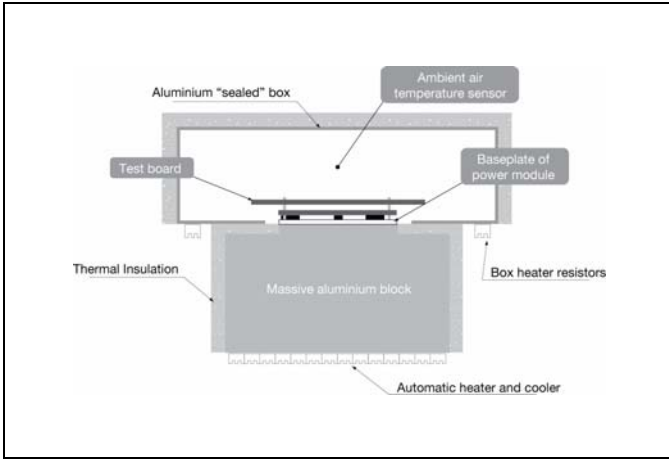 Ambient air
temperature sensor
Aluminium “sealed” box
Test board
Baseplate of
power module
Thermal Insulation
Massive aluminium block
Box heater resistors
Automatic heater and cooler